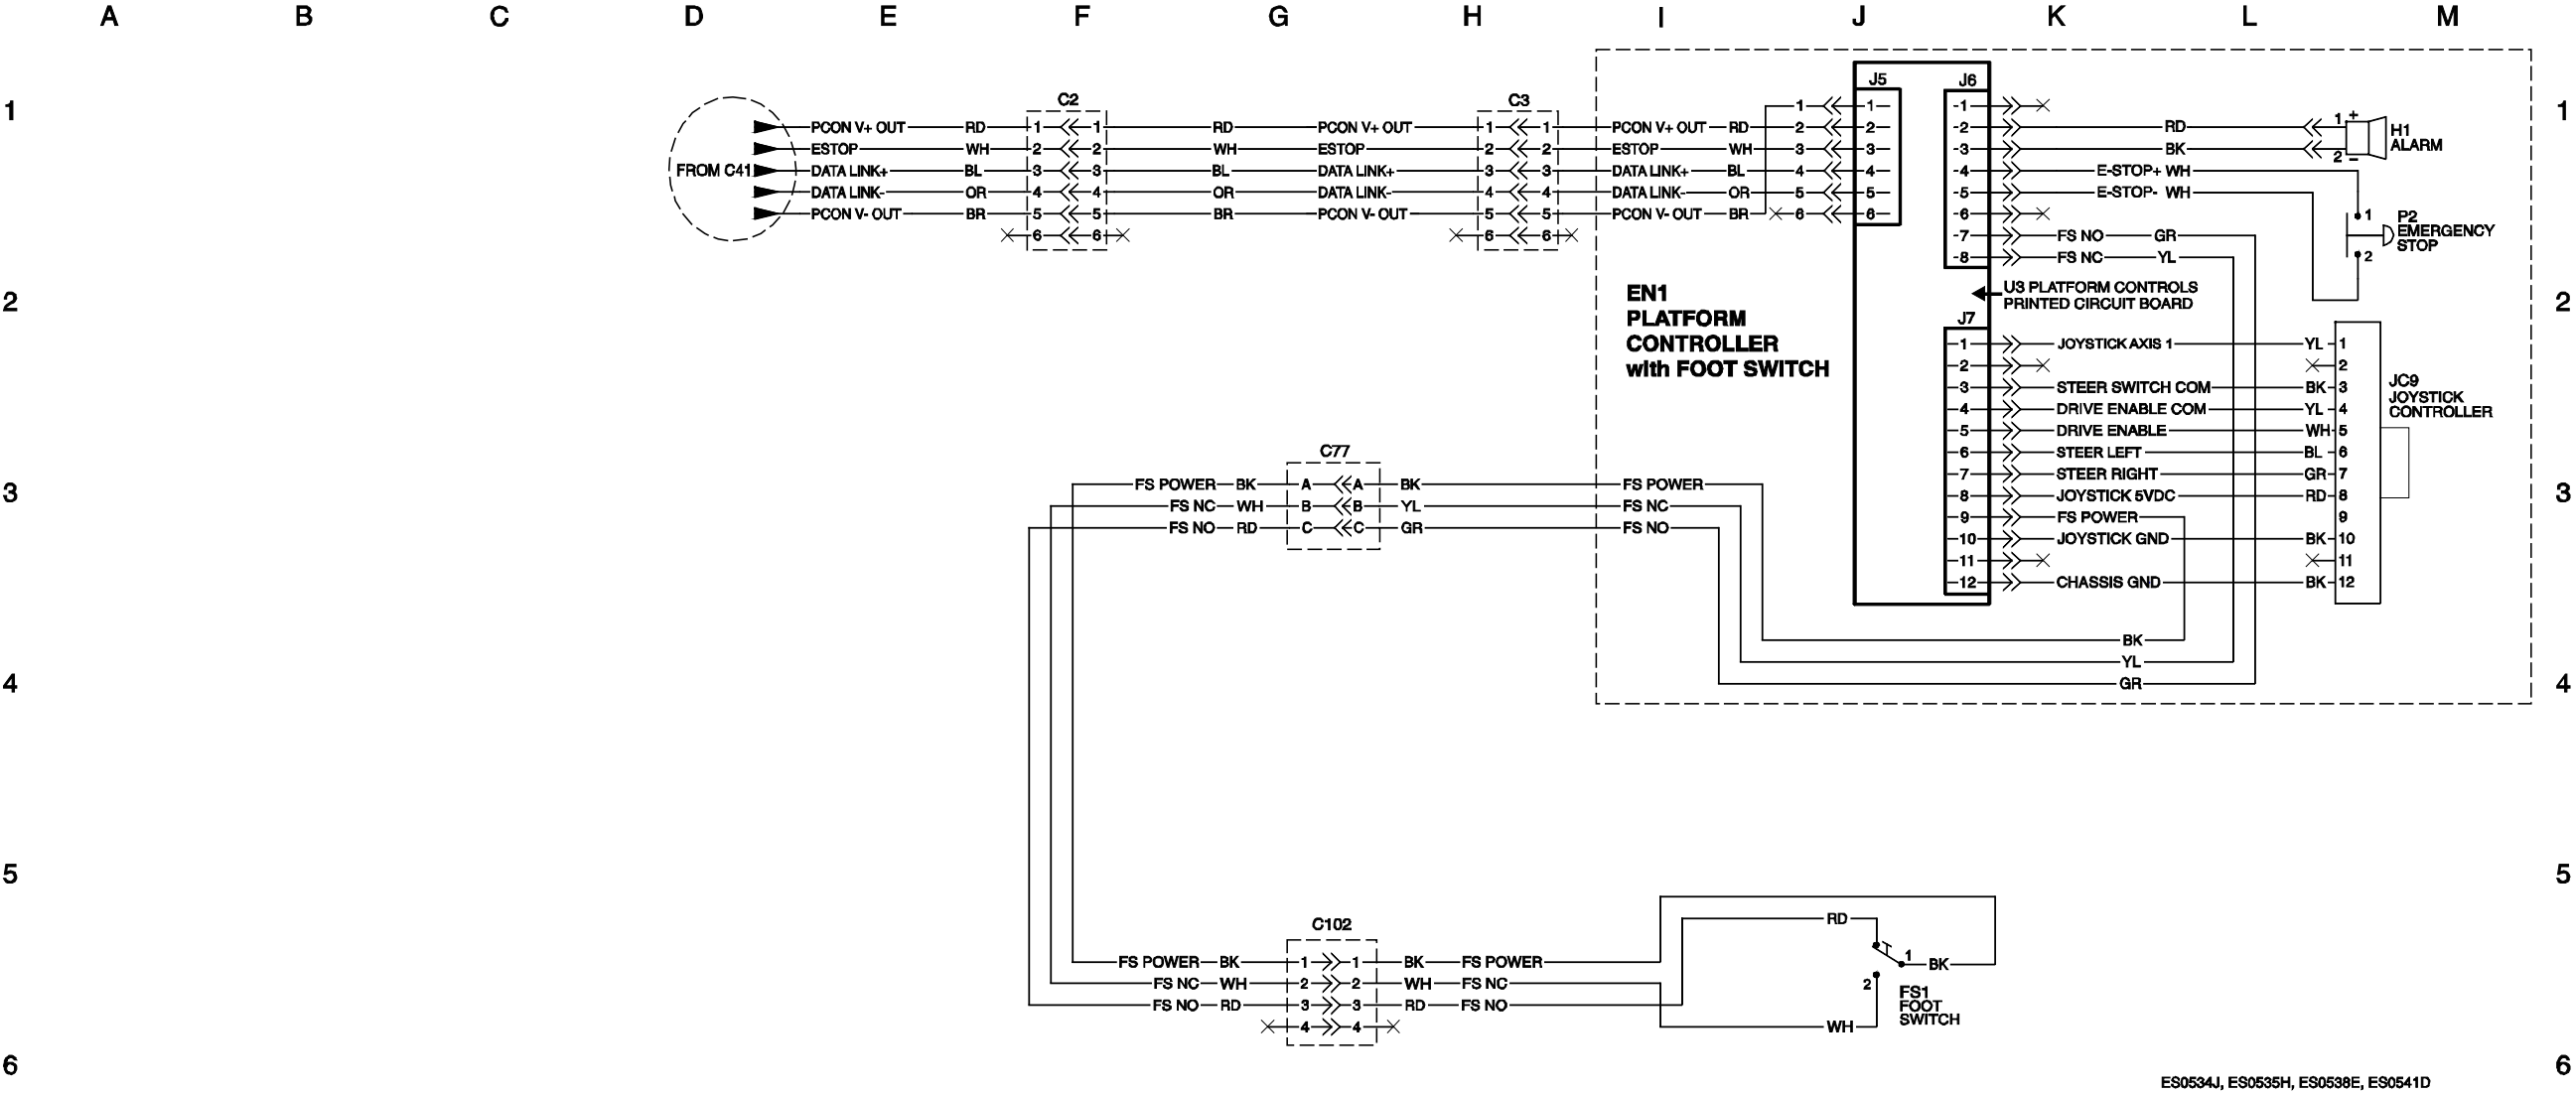 A B C D E F G H I J K L M
1 1
2 2
3 3
4 4
5 5
6 6
FROM C41
PCON V+ OUT RD
ESTOP WH
DATA LINK+ BL
DATA LINK- OR
PCON V- OUT BR
C2
1 1
2 2
3 3
4 4
5 5
6 6
RD PCON V+ OUT
WH ESTOP
BL DATA LINK+
OR DATA LINK-
BR PCON V- OUT
C3
1 1
2 2
3 3
4 4
5 5
6 6
PCON V+ OUT RD
ESTOP WH
DATA LINK+ BL
DATA LINK- OR
PCON V- OUT BR
J5
1 1
2 2
3 3
4 4
5 5
6 6
J6
1
2 RD
3 BK
4 E-STOP+ WH
5 E-STOP- WH
6
7 FS NO GR
8 FS NC YL
1 +
2 -
H1
ALARM
1
2
P2
EMERGENCY
STOP
EN1
PLATFORM
CONTROLLER
with FOOT SWITCH
U3 PLATFORM CONTROLS
PRINTED CIRCUIT BOARD
J7
1 JOYSTICK AXIS 1 YL 1
2 2
3 STEER SWITCH COM BK 3
4 DRIVE ENABLE COM YL 4
5 DRIVE ENABLE WH 5
6 STEER LEFT BL 6
7 STEER RIGHT GR 7
8 JOYSTICK 5VDC RD 8
9 FS POWER 9
10 JOYSTICK GND BK 10
11 11
12 CHASSIS GND BK 12
JC9
JOYSTICK
CONTROLLER
BK
YL
GR
C77
FS POWER BK A A BK FS POWER
FS NC WH B B YL FS NC
FS NO RD C C GR FS NO
C102
FS POWER BK 1 1 BK FS POWER
FS NC WH 2 2 WH FS NC
FS NO RD 3 3 RD FS NO
4 4
RD
1 BK
2
WH
FS1
FOOT
SWITCH
ES0534J, ES0535H, ES0538E, ES0541D